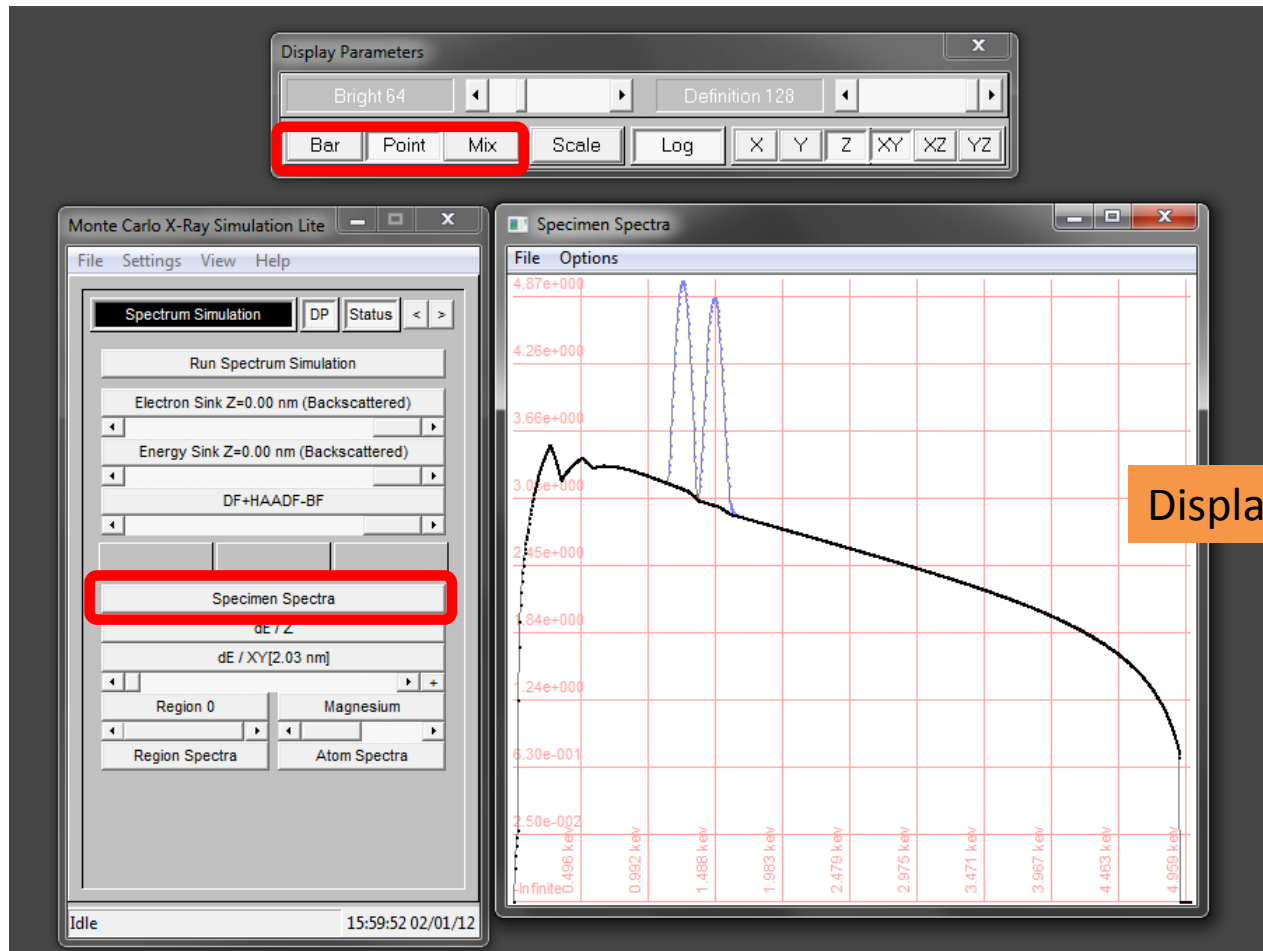 Display Parameters
X
Bright 64
Definition 128
Bar Point Mix Scale Log X Y Z XY XZ YZ
Monte Carlo X-Ray Simulation Lite
X
File Settings View Help
Spectrum Simulation DP Status < >
Run Spectrum Simulation
Electron Sink Z=0.00 nm (Backscattered)
Energy Sink Z=0.00 nm (Backscattered)
DF+HAADF-BF
Specimen Spectra
dE / Z
dE / XY[2.03 nm]
+
Region 0 Magnesium
Region Spectra Atom Spectra
Idle 15:59:52 02/01/12
Specimen Spectra
X
File Options
4.87e+000
4.26e+000
3.66e+000
2.45e+000
1.84e+000
1.24e+000
6.30e-001
2.50e-002
-Infinite
0.496 kev
0.992 kev
1.488 kev
1.983 kev
2.479 kev
2.975 kev
3.471 kev
3.967 kev
4.463 kev
4.959 kev
Displa